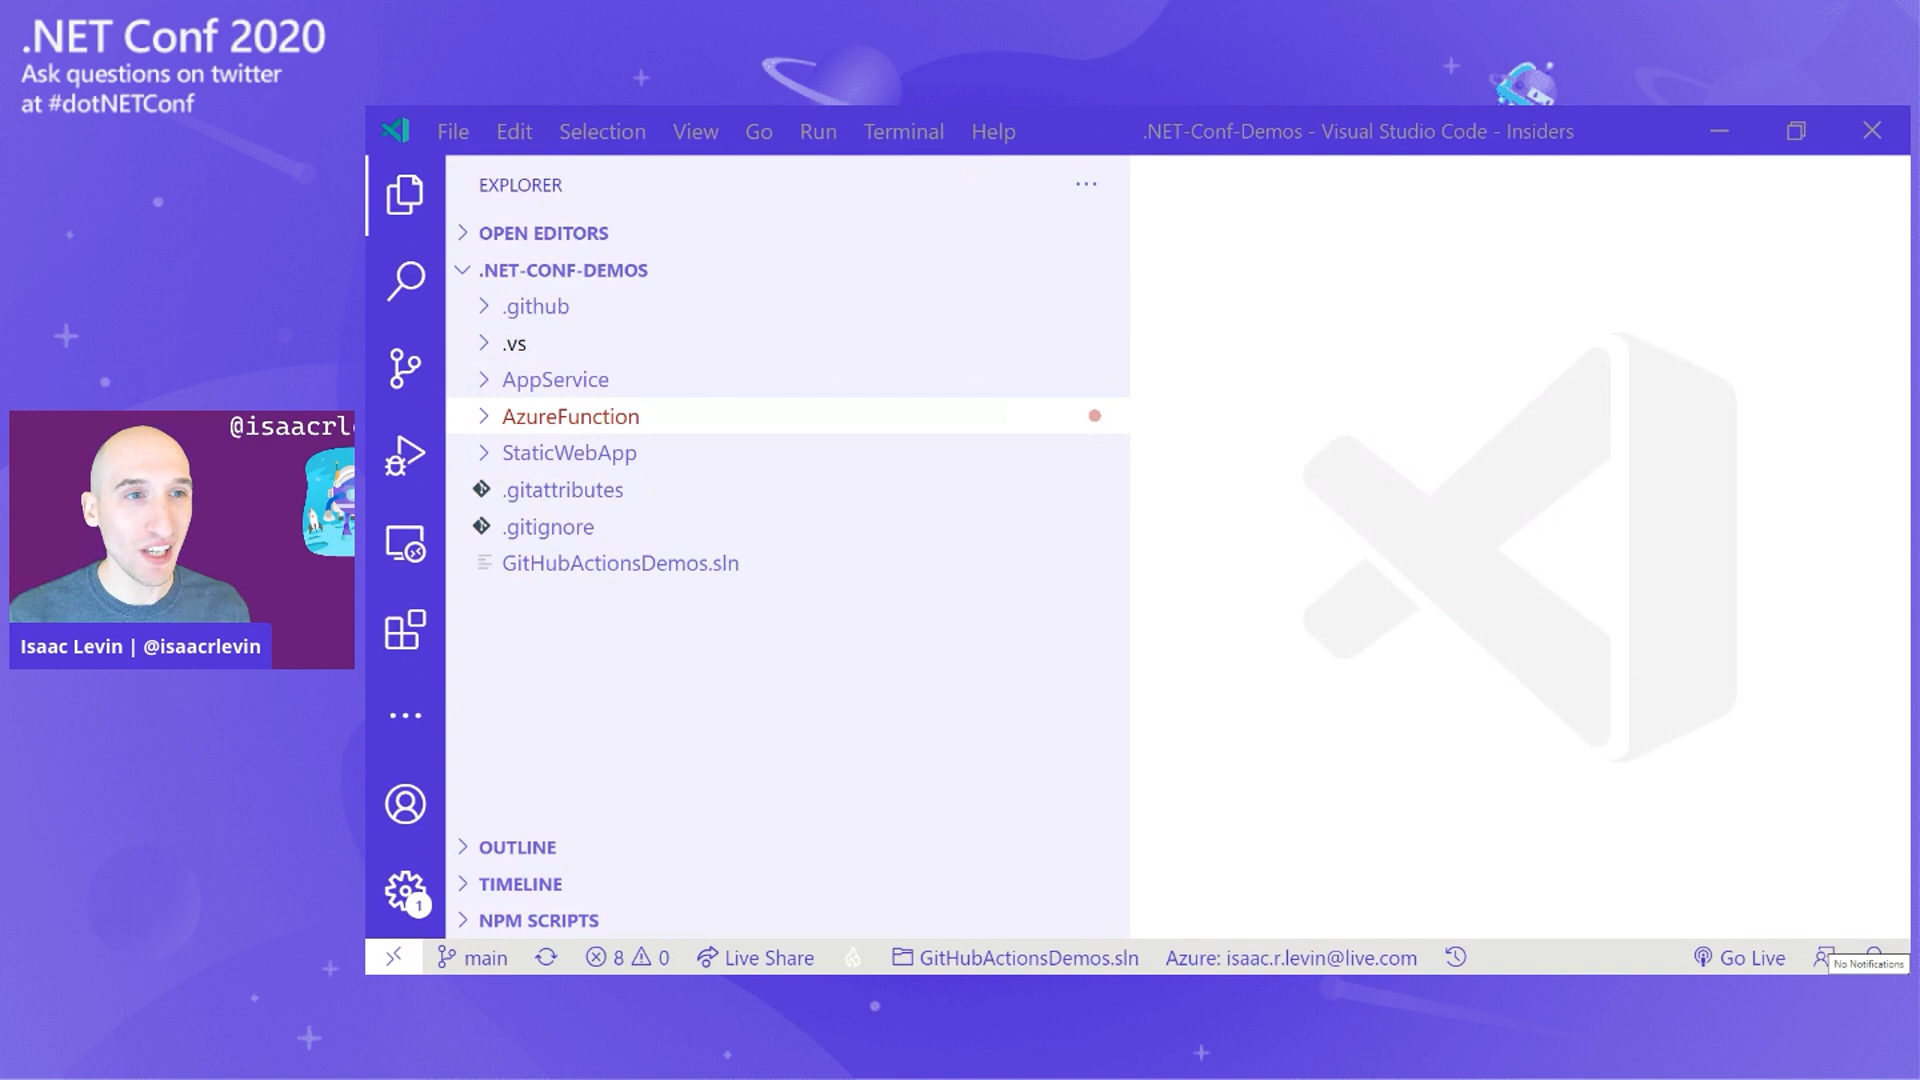 .NET Conf 2020
Ask questions on twitter
at #dotNETConf
File Edit Selection View Go Run Terminal Help
.NET-Conf-Demos - Visual Studio Code - Insiders
EXPLORER
OPEN EDITORS
.NET-CONF-DEMOS
.github
.vs
AppService
AzureFunction
StaticWebApp
.gitattributes
.gitignore
GitHubActionsDemos.sln
@isaacrl
Isaac Levin | @isaacrlevin
OUTLINE
TIMELINE
NPM SCRIPTS
1
main 8 0 Live Share GitHubActionsDemos.sln Azure: isaac.r.levin@live.com Go Live
No Notifications